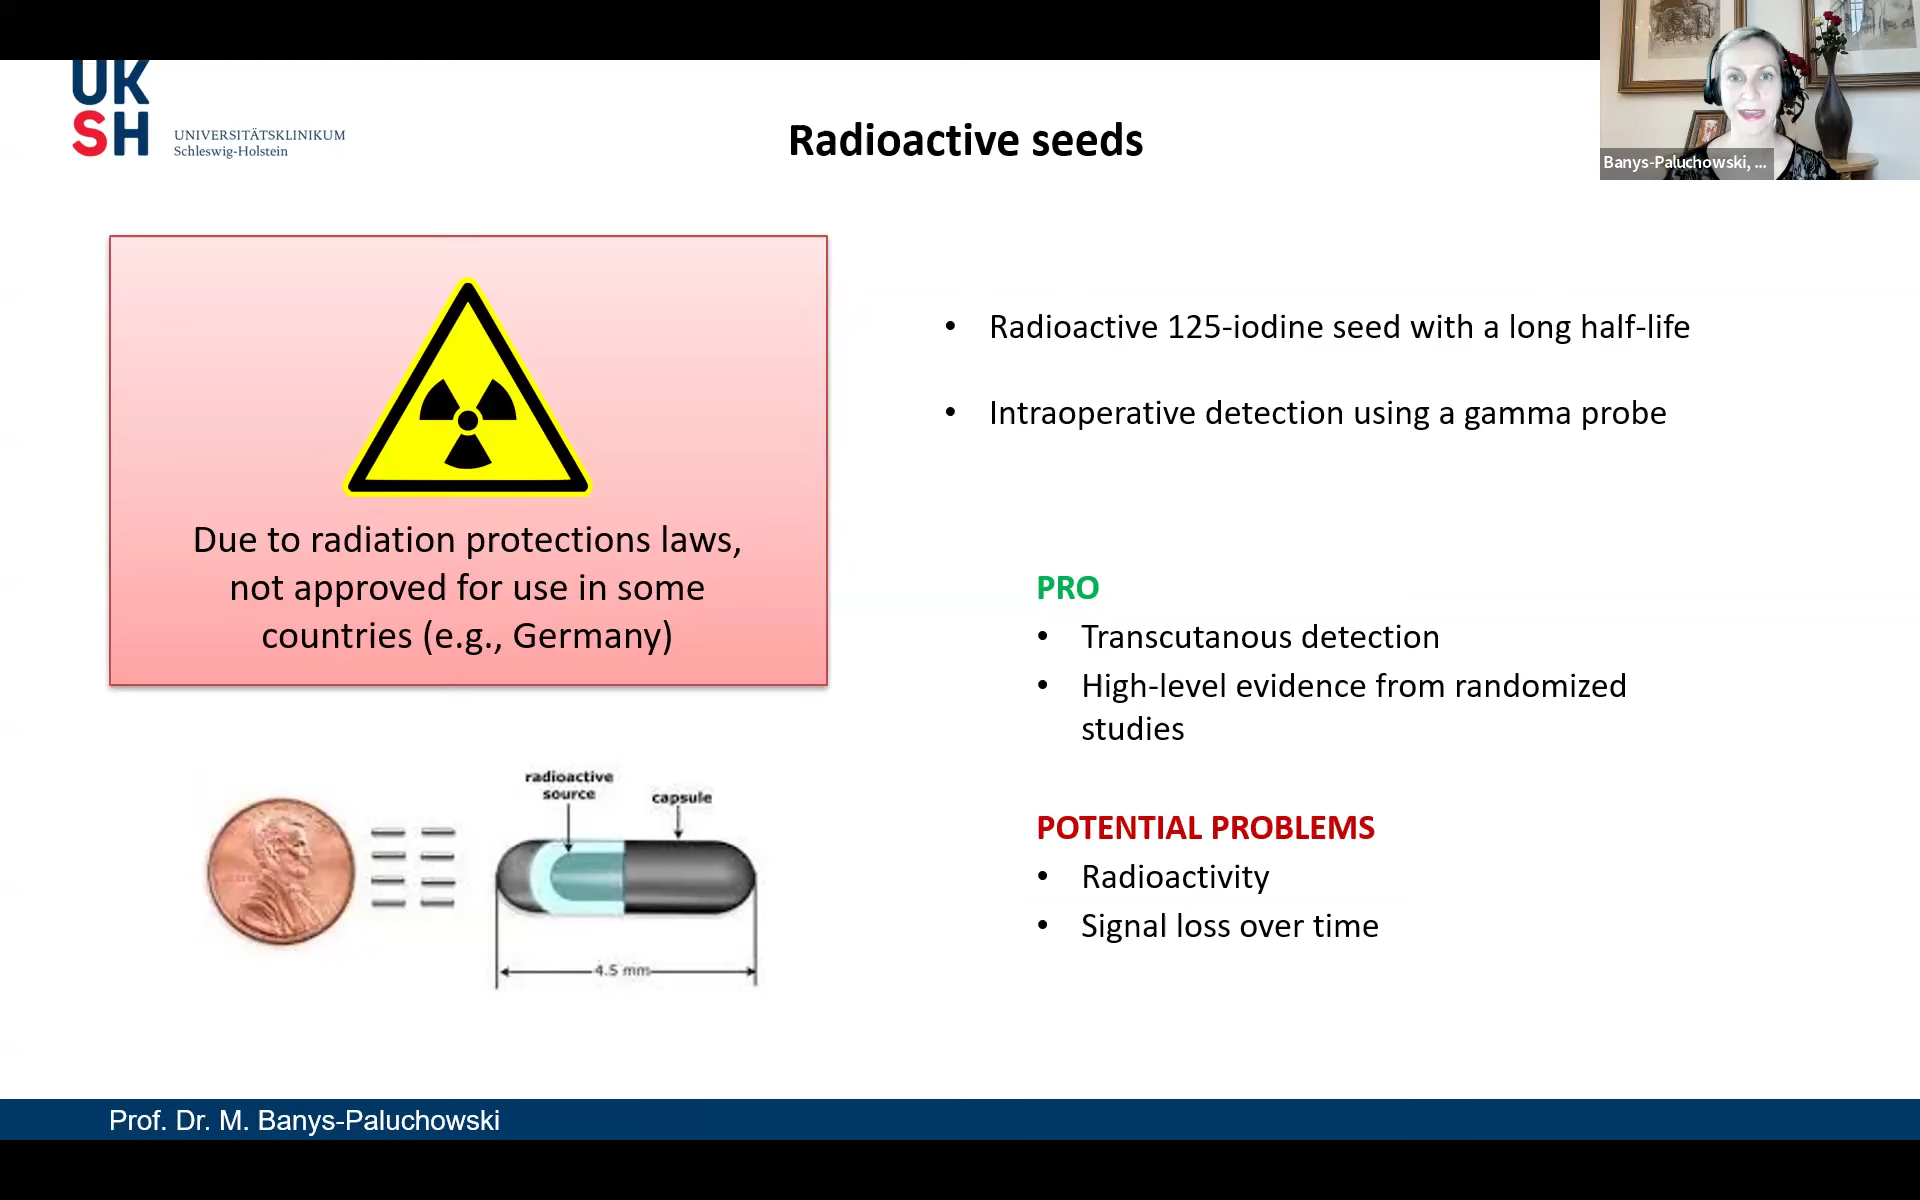 UK
SH
UNIVERSITÄTSKLINIKUM
Schleswig-Holstein
Radioactive seeds
Banys-Paluchowski, ...
Due to radiation protections laws,
not approved for use in some
countries (e.g., Germany)
• Radioactive 125-iodine seed with a long half-life
• Intraoperative detection using a gamma probe
PRO
• Transcutanous detection
• High-level evidence from randomized
studies
POTENTIAL PROBLEMS
• Radioactivity
• Signal loss over time
radioactive
source
capsule
4.5 mm
Prof. Dr. M. Banys-Paluchowski